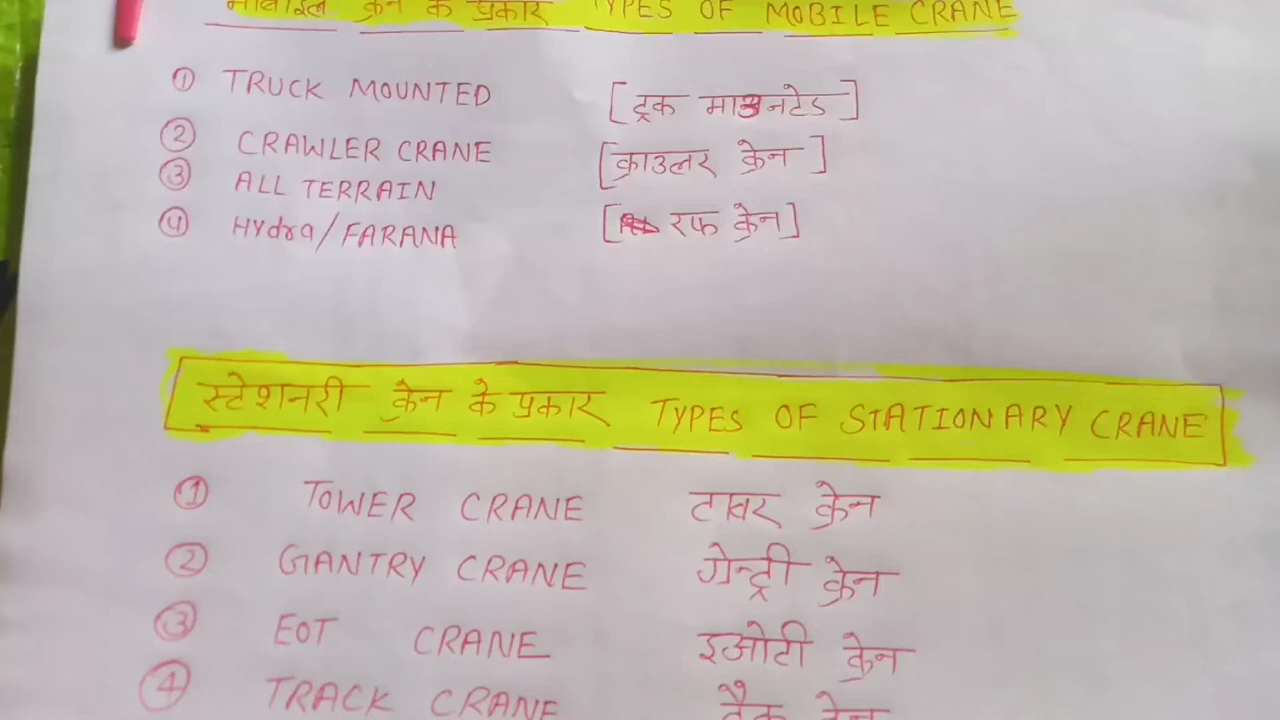 मोबाइल क्रेन के प्रकार TYPES OF MOBILE CRANE
① TRUCK MOUNTED [ट्रक माउनटेड]
② CRAWLER CRANE [क्राउलर क्रेन]
③ ALL TERRAIN
④ Hydra/FARANA [रफ क्रेन]
स्टेशनरी क्रेन के प्रकार TYPES OF STATIONARY CRANE
① TOWER CRANE टावर क्रेन
② GANTRY CRANE गेन्ट्री क्रेन
③ EOT CRANE इओटी क्रेन
④ TRACK CRANE ट्रैक क्रेन